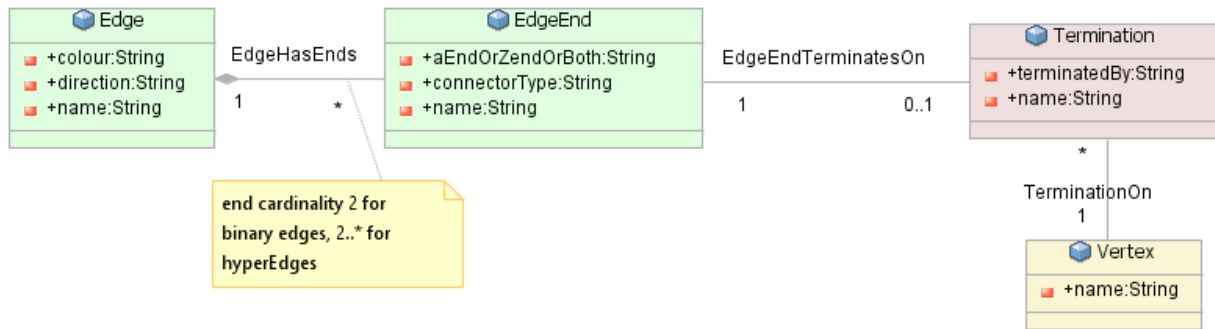 Edge
+colour:String
+direction:String
+name:String
EdgeHasEnds
1
*
EdgeEnd
+aEndOrZendOrBoth:String
+connectorType:String
+name:String
EdgeEndTerminatesOn
1
0..1
Termination
+terminatedBy:String
+name:String
*
TerminationOn
1
Vertex
+name:String
end cardinality 2 for
binary edges, 2..* for
hyperEdges